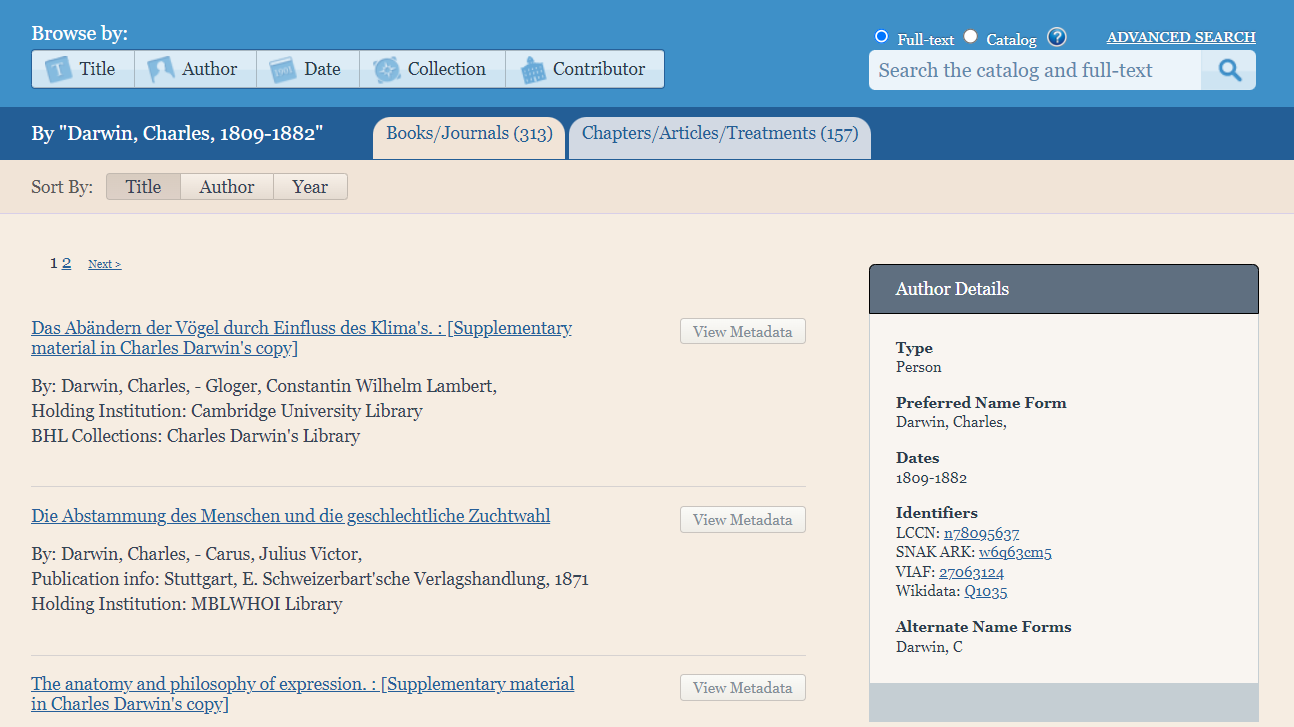 Browse by:
Title Author Date Collection Contributor
Full-text Catalog ? ADVANCED SEARCH
Search the catalog and full-text
By "Darwin, Charles, 1809-1882"
Books/Journals (313)
Chapters/Articles/Treatments (157)
Sort By: Title Author Year
1 2 Next >
Das Abändern der Vögel durch Einfluss des Klima's. : [Supplementary
material in Charles Darwin's copy]
View Metadata
By: Darwin, Charles, - Gloger, Constantin Wilhelm Lambert,
Holding Institution: Cambridge University Library
BHL Collections: Charles Darwin's Library
Die Abstammung des Menschen und die geschlechtliche Zuchtwahl
View Metadata
By: Darwin, Charles, - Carus, Julius Victor,
Publication info: Stuttgart, E. Schweizerbart'sche Verlagshandlung, 1871
Holding Institution: MBLWHOI Library
The anatomy and philosophy of expression. : [Supplementary material
in Charles Darwin's copy]
View Metadata
Author Details
Type
Person
Preferred Name Form
Darwin, Charles,
Dates
1809-1882
Identifiers
LCCN: n78095637
SNAK ARK: w6q63cm5
VIAF: 27063124
Wikidata: Q1035
Alternate Name Forms
Darwin, C